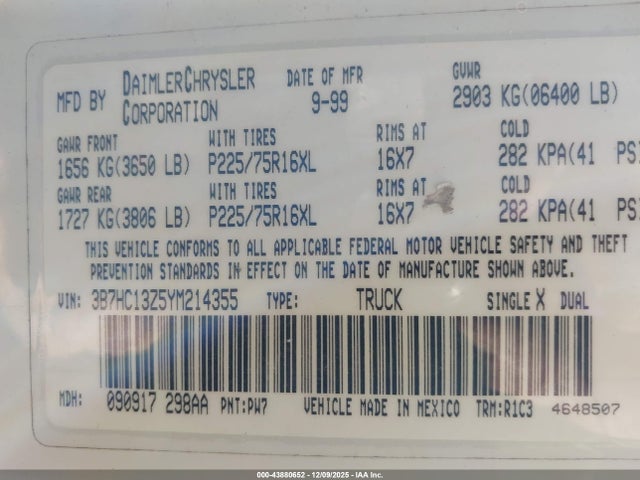 MFD BY DAIMLERCHRYSLER CORPORATION DATE OF MFR 9-99 GVWR 2903 KG(06400 LB)
GAWR FRONT WITH TIRES RIMS AT COLD
1656 KG(3650 LB) P225/75R16XL 16X7 282 KPA(41 PS
GAWR REAR WITH TIRES RIMS AT COLD
1727 KG(3806 LB) P225/75R16XL 16X7 282 KPA(41 PS
THIS VEHICLE CONFORMS TO ALL APPLICABLE FEDERAL MOTOR VEHICLE SAFETY AND THEFT
PREVENTION STANDARDS IN EFFECT ON THE DATE OF MANUFACTURE SHOWN ABOVE.
VIN: 3B7HC13Z5YM214355 TYPE: TRUCK SINGLE X DUAL
MDH: 090917 298AA PNT:PW7 VEHICLE MADE IN MEXICO TRM:R1C3 4648507
000-43880652 - 12/09/2025 - IAA Inc.